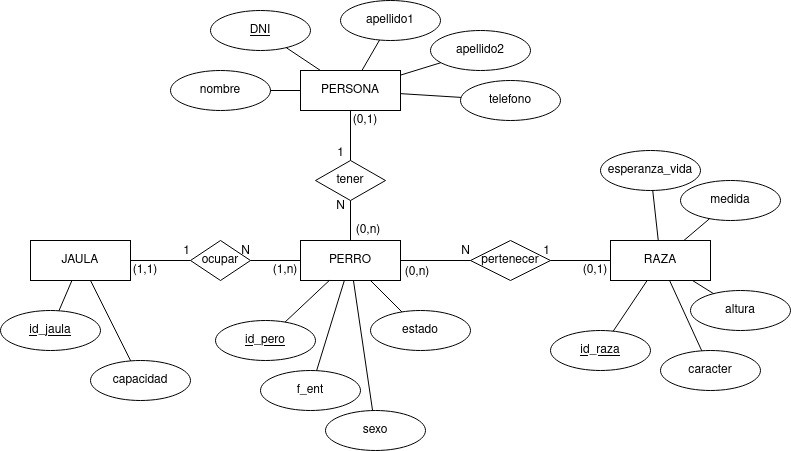 apellido1
DNI
apellido2
nombre
PERSONA
telefono
(0,1)
1
tener
N
(0,n)
esperanza_vida
medida
JAULA
1
ocupar
N
PERRO
N
pertenecer
1
RAZA
(1,1)
(1,n)
(0,n)
(0,1)
altura
id_jaula
id_pero
estado
id_raza
caracter
capacidad
f_ent
sexo